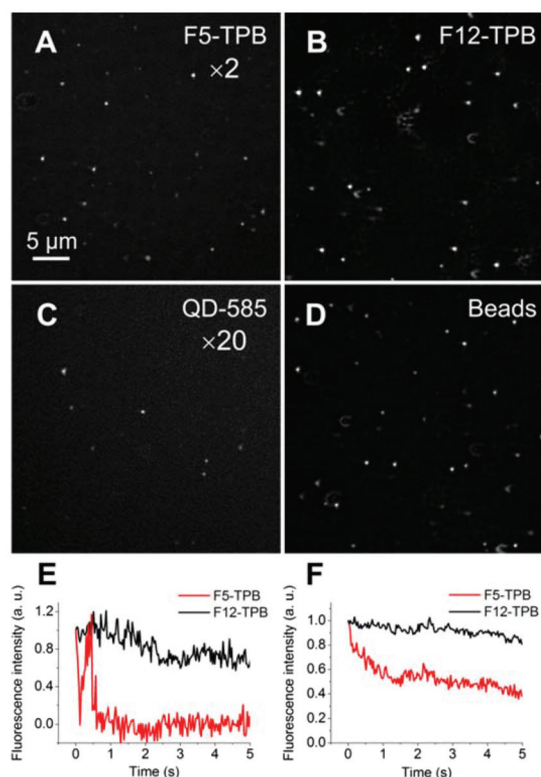 A F5-TPB
×2
5 µm
B F12-TPB
C QD-585
×20
D Beads
E
F5-TPB
F12-TPB
Fluorescence intensity (a. u.)
1.2
0.8
0.4
0.0
0 1 2 3 4 5
Time (s)
F
F5-TPB
F12-TPB
Fluorescence intensity (a. u.)
1.0
0.8
0.6
0.4
0.2
0.0
0 1 2 3 4 5
Time (s)